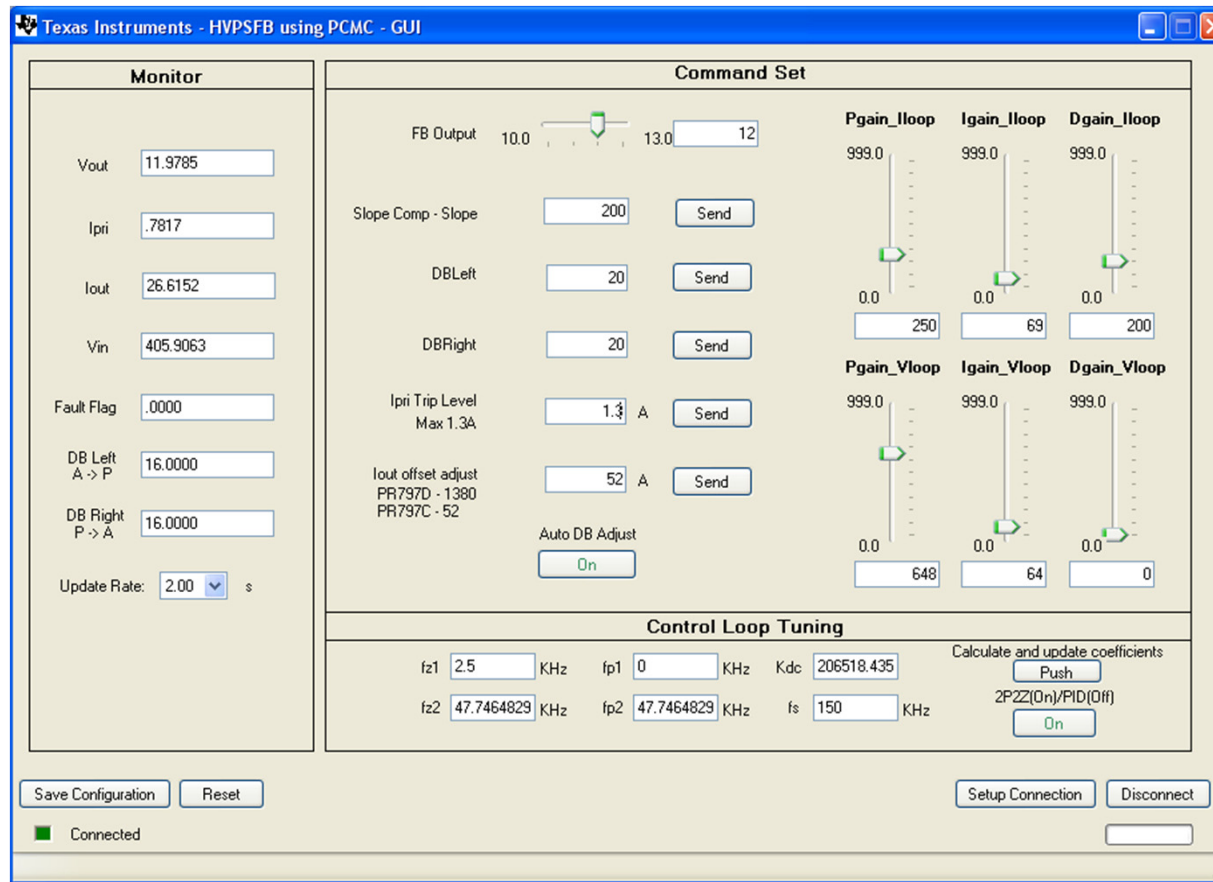 Texas Instruments - HVPSFB using PCMC - GUI
Monitor
Vout 11.9785
Ipri .7817
Iout 26.6152
Vin 405.9063
Fault Flag .0000
DB Left
A -> P
16.0000
DB Right
P -> A
16.0000
Update Rate: 2.00 s
Command Set
FB Output 10.0 13.0 12
Slope Comp - Slope 200 Send
DBLeft 20 Send
DBRight 20 Send
Ipri Trip Level
Max 1.3A
1.3 A Send
Iout offset adjust
PR797D - 1380
PR797C - 52
52 A Send
Auto DB Adjust
On
Pgain_Iloop Igain_Iloop Dgain_Iloop
999.0 999.0 999.0
0.0 0.0 0.0
250 69 200
Pgain_Vloop Igain_Vloop Dgain_Vloop
999.0 999.0 999.0
0.0 0.0 0.0
648 64 0
Control Loop Tuning
fz1 2.5 KHz fp1 0 KHz Kdc 206518.435
fz2 47.7464829 KHz fp2 47.7464829 KHz fs 150 KHz
Calculate and update coefficients
Push
2P2Z(On)/PID(Off)
On
Save Configuration Reset Setup Connection Disconnect
Connected